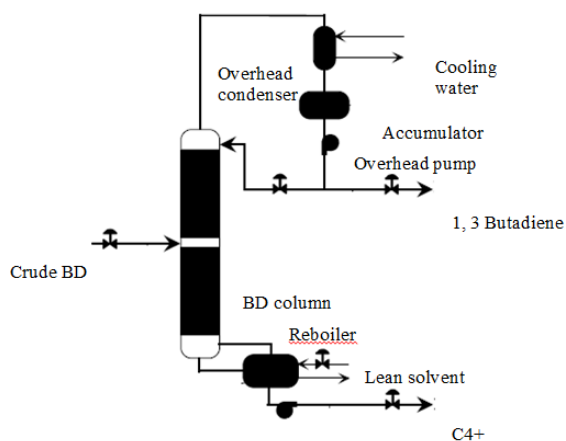 Overhead
condenser
Cooling
water
Accumulator
Overhead pump
1, 3 Butadiene
Crude BD
BD column
Reboiler
Lean solvent
C4+